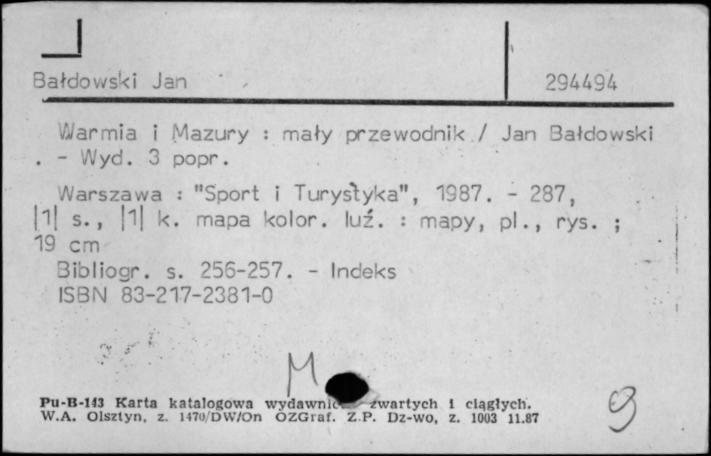 Bałdowski Jan 294494
Warmia i Mazury : mały przewodnik / Jan Bałdowski
. - Wyd. 3 popr.
Warszawa : "Sport i Turystyka", 1987. - 287,
|1| s., |1| k. mapa kolor. luź. : mapy, pl., rys. ;
19 cm
Bibliogr. s. 256-257. - Indeks
ISBN 83-217-2381-0
M
Pu-B-143 Karta katalogowa zwartych i ciągłych.
W.A. Olsztyn, z. 1470/DW/On OZGraf. Z.P. Dz-wo, z. 1003 11.87